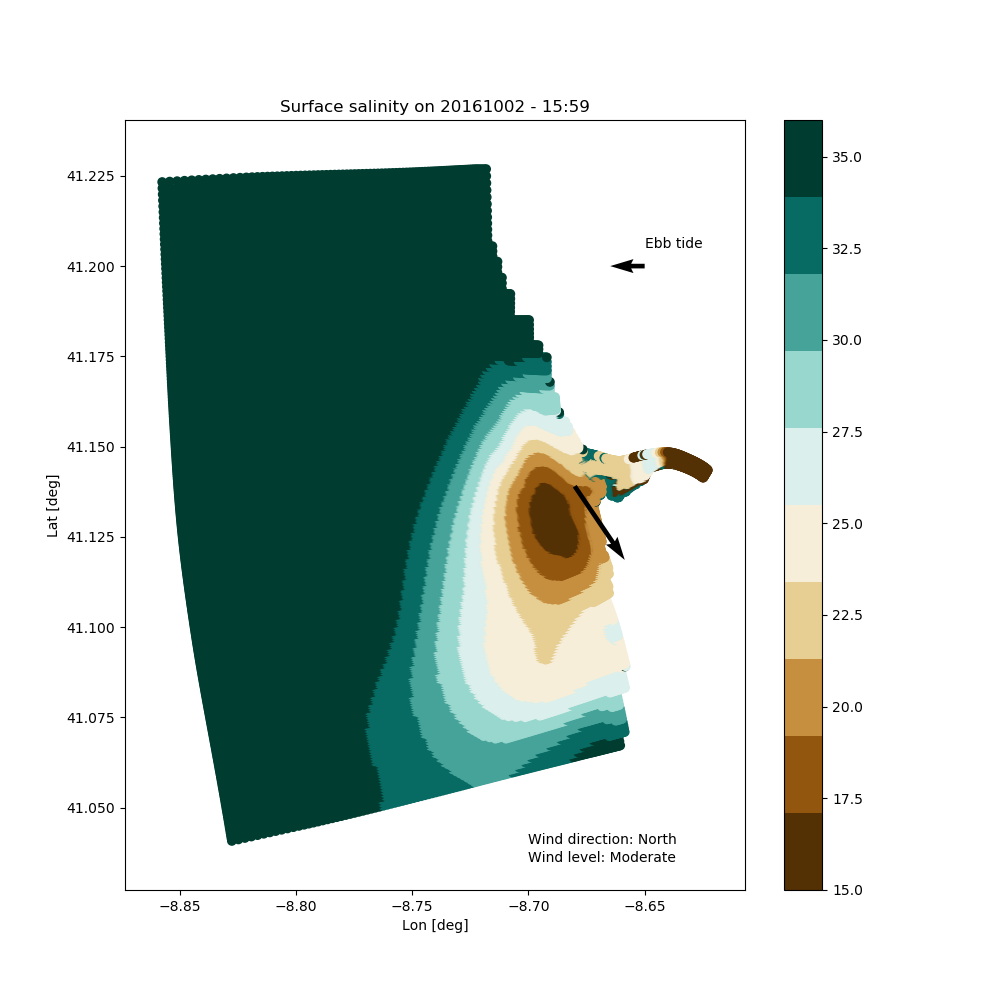 Surface salinity on 20161002 - 15:59
41.225
41.200
41.175
41.150
41.125
41.100
41.075
41.050
Lat [deg]
Ebb tide
Wind direction: North
Wind level: Moderate
−8.85 −8.80 −8.75 −8.70 −8.65
Lon [deg]
35.0
32.5
30.0
27.5
25.0
22.5
20.0
17.5
15.0